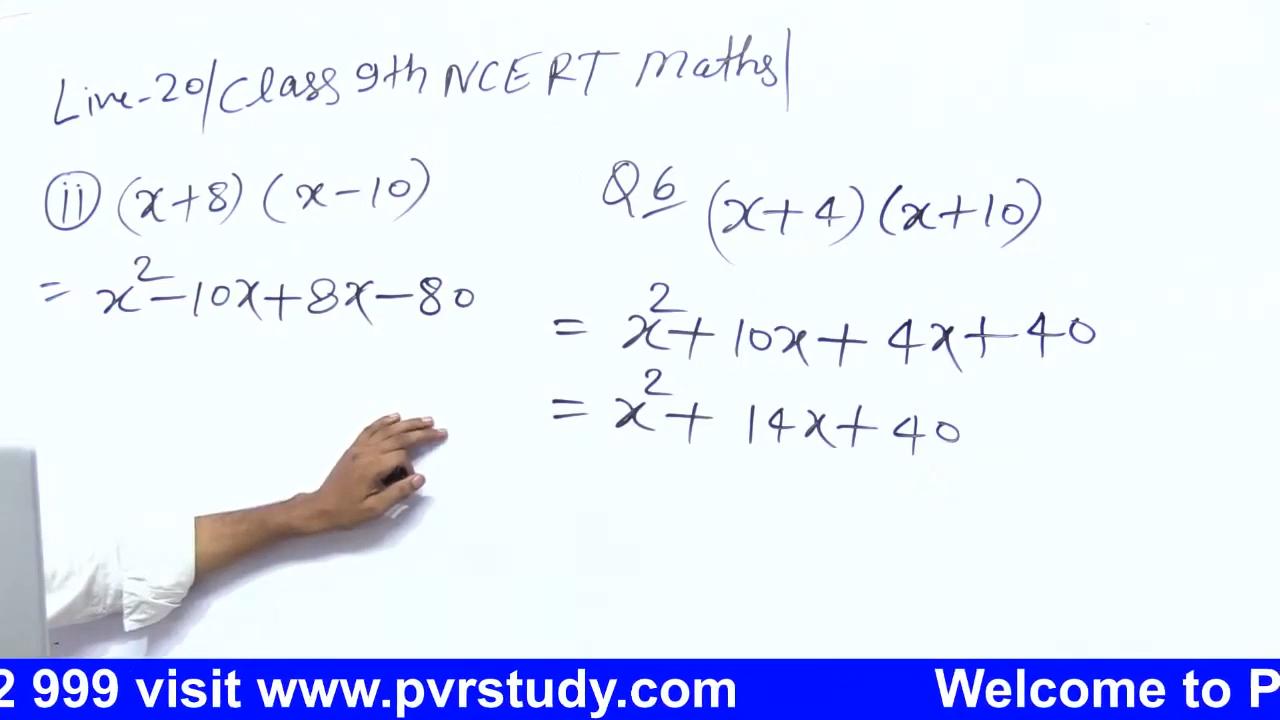 Live-20/Class 9th NCERT Maths|
ii (x+8) (x-10)
= x²-10x+8x-80
Q6 (x+4)(x+10)
= x²+10x+4x+40
= x²+14x+40
2 999 visit www.pvrstudy.com Welcome to P